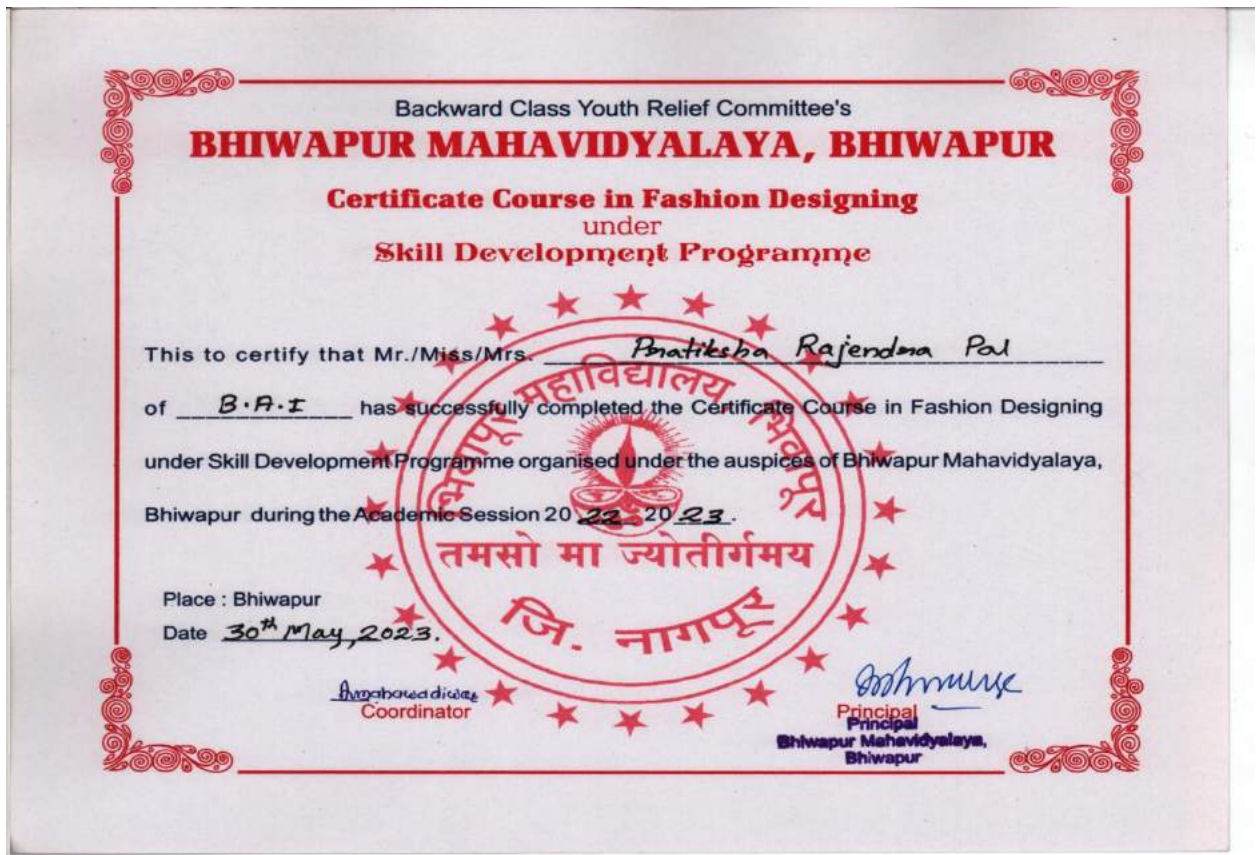 Backward Class Youth Relief Committee's
BHIWAPUR MAHAVIDYALAYA, BHIWAPUR
Certificate Course in Fashion Designing
under
Skill Development Programme
This to certify that Mr./Miss/Mrs. Pratiksha Rajendra Pal
of B.A.I has successfully completed the Certificate Course in Fashion Designing
under Skill Development Programme organised under the auspices of Bhiwapur Mahavidyalaya,
Bhiwapur during the Academic Session 20 22 20 23.
भिवापूर महाविद्यालय, भिवापूर
तमसो मा ज्योतीर्गमय
जि. नागपूर
Place : Bhiwapur
Date 30th May, 2023.
Coordinator
Principal
Principal
Bhiwapur Mahavidyalaya,
Bhiwapur